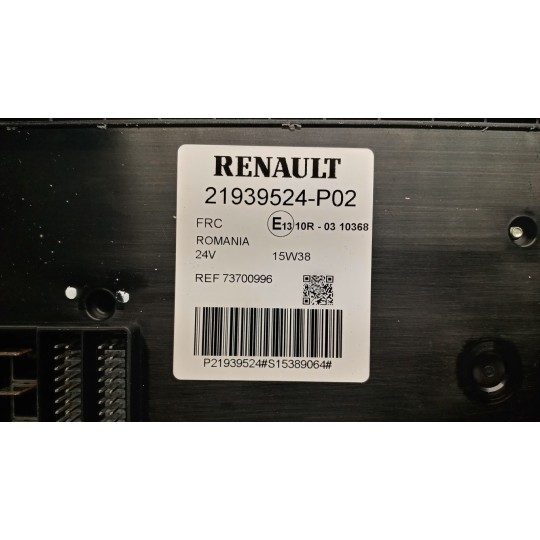 RENAULT
21939524-P02
FRC E13 10R - 03 10368
ROMANIA
24V 15W38
REF 73700996
P21939524#S15389064#